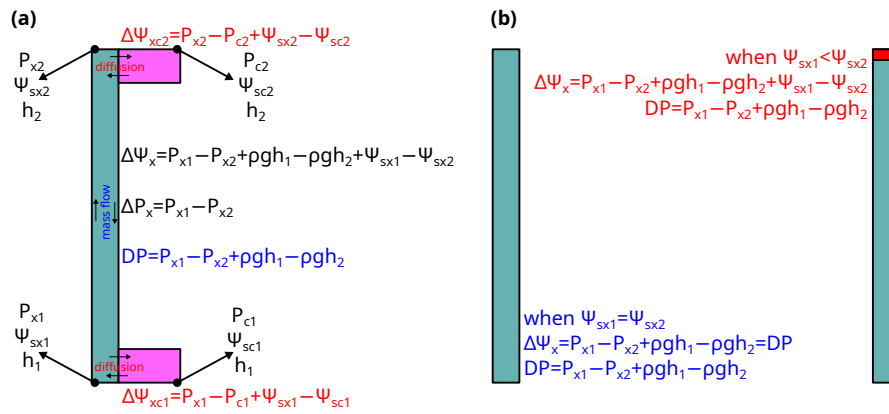 (a)
ΔΨxc2=Px2−Pc2+Ψsx2−Ψsc2
Px2
Ψsx2
h2
diffusion
Pc2
Ψsc2
h2
ΔΨx=Px1−Px2+ρgh1−ρgh2+Ψsx1−Ψsx2
mass flow
ΔPx=Px1−Px2
DP=Px1−Px2+ρgh1−ρgh2
Px1
Ψsx1
h1
diffusion
Pc1
Ψsc1
h1
ΔΨxc1=Px1−Pc1+Ψsx1−Ψsc1
(b)
when Ψsx1<Ψsx2
ΔΨx=Px1−Px2+ρgh1−ρgh2+Ψsx1−Ψsx2
DP=Px1−Px2+ρgh1−ρgh2
when Ψsx1=Ψsx2
ΔΨx=Px1−Px2+ρgh1−ρgh2=DP
DP=Px1−Px2+ρgh1−ρgh2